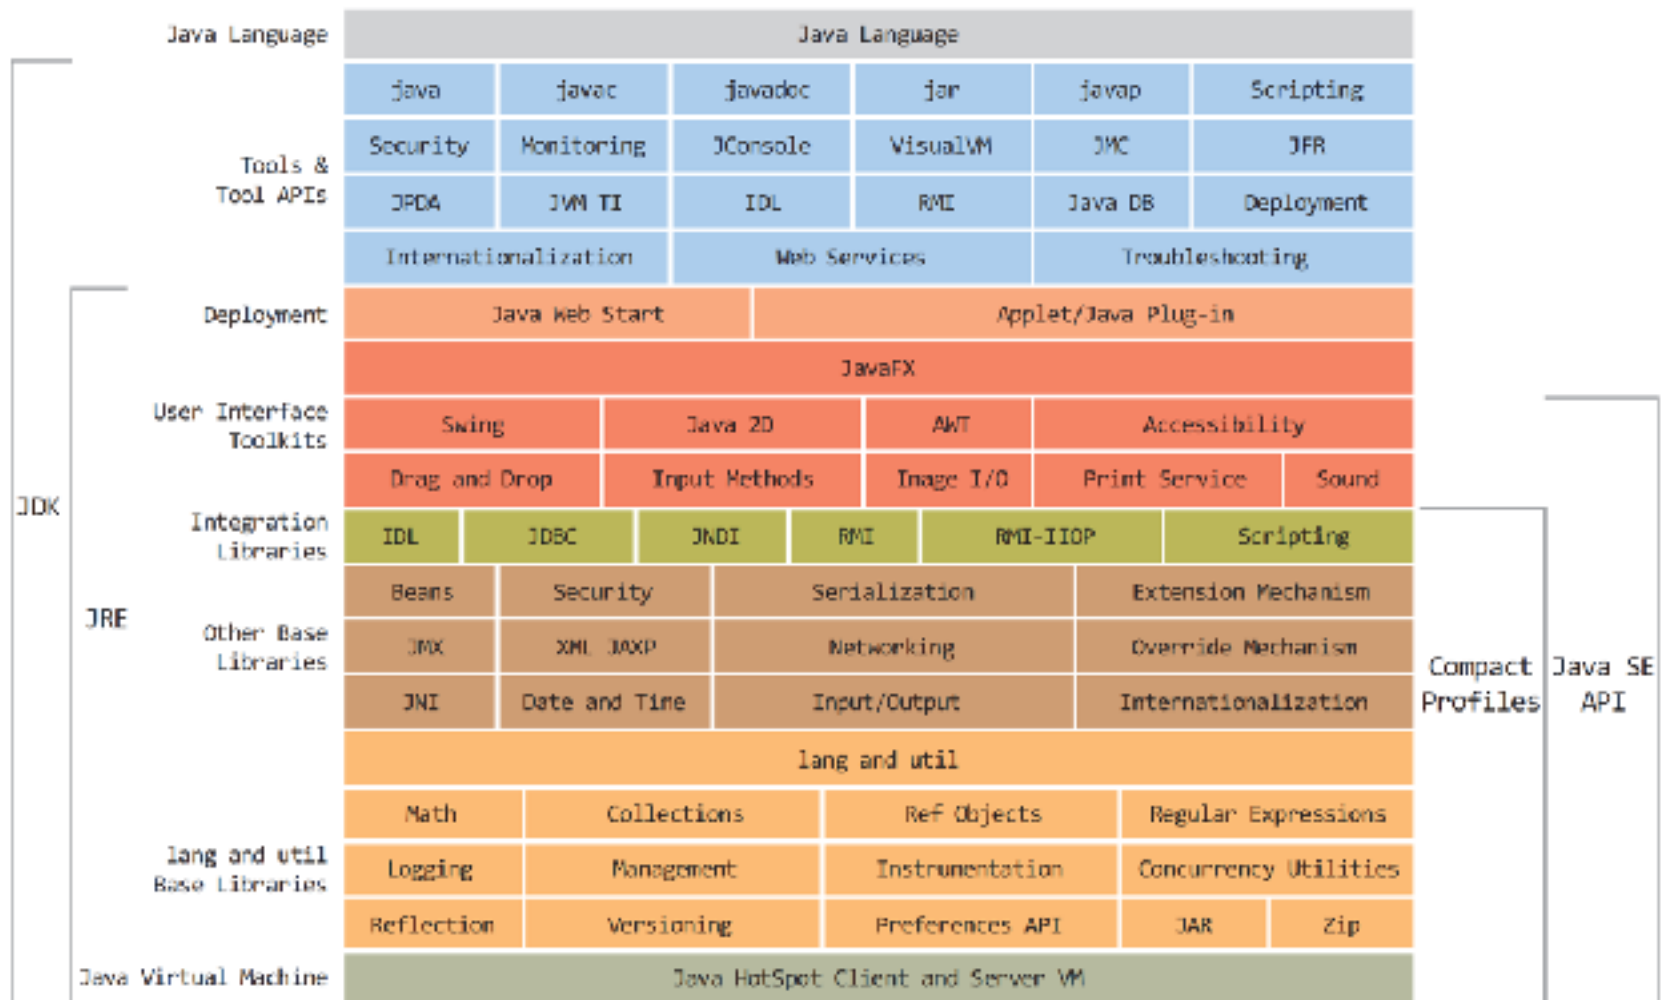 Java Language Java Language
java javac javadoc jar javap Scripting
Security Monitoring JConsole VisualVM JMC JFR
Tools &
Tool APIs
JPDA JVM TI IDL RMI Java DB Deployment
Internationalization Web Services Troubleshooting
Deployment Java Web Start Applet/Java Plug-in
JavaFX
User Interface
Toolkits
Swing Java 2D AWT Accessibility
Drag and Drop Input Methods Image I/O Print Service Sound
JDK
Integration
Libraries
IDL JDBC JNDI RMI RMI-IIOP Scripting
Beans Security Serialization Extension Mechanism
JRE
Other Base
Libraries
JMX XML JAXP Networking Override Mechanism
JNI Date and Time Input/Output Internationalization
Compact
Profiles
Java SE
API
lang and util
Math Collections Ref Objects Regular Expressions
lang and util
Base Libraries
Logging Management Instrumentation Concurrency Utilities
Reflection Versioning Preferences API JAR Zip
Java Virtual Machine Java HotSpot Client and Server VM